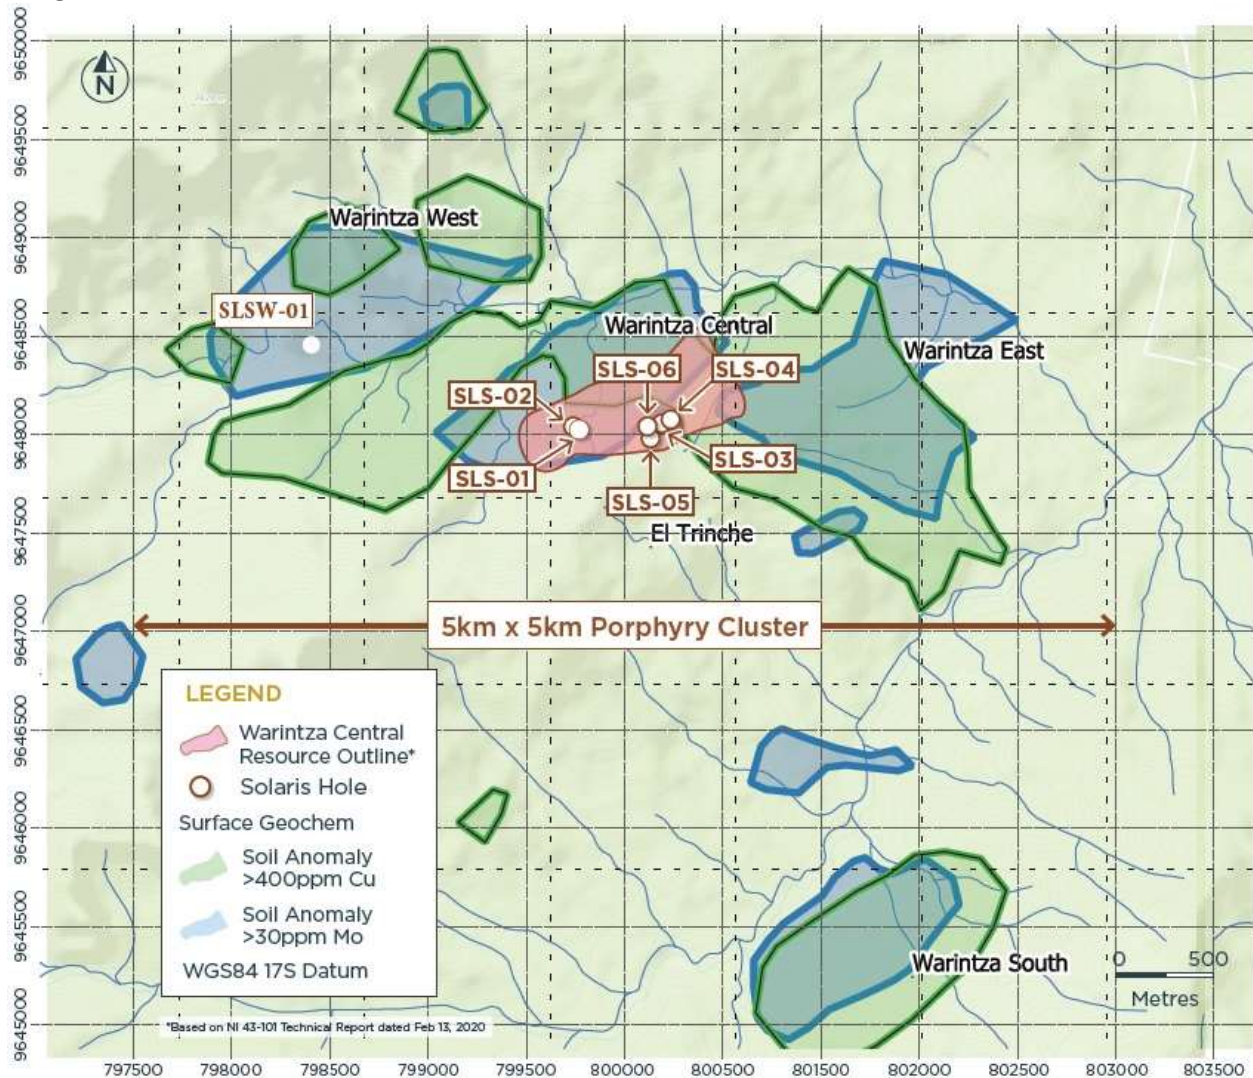 N
9650000
9649500
9649000
9648500
9648000
9647500
9647000
9646500
9646000
9645500
9645000
Warintza West
SLSW-01
Warintza Central
Warintza East
SLS-06
SLS-04
SLS-02
SLS-01
SLS-03
SLS-05
El Trinche
5km x 5km Porphyry Cluster
LEGEND
Warintza Central
Resource Outline*
Solaris Hole
Surface Geochem
Soil Anomaly
>400ppm Cu
Soil Anomaly
>30ppm Mo
WGS84 17S Datum
*Based on NI 43-101 Technical Report dated Feb 13, 2020
Warintza South
0 500
Metres
797500 798000 798500 799000 799500 800000 800500 801000 801500 802000 802500 803000 803500